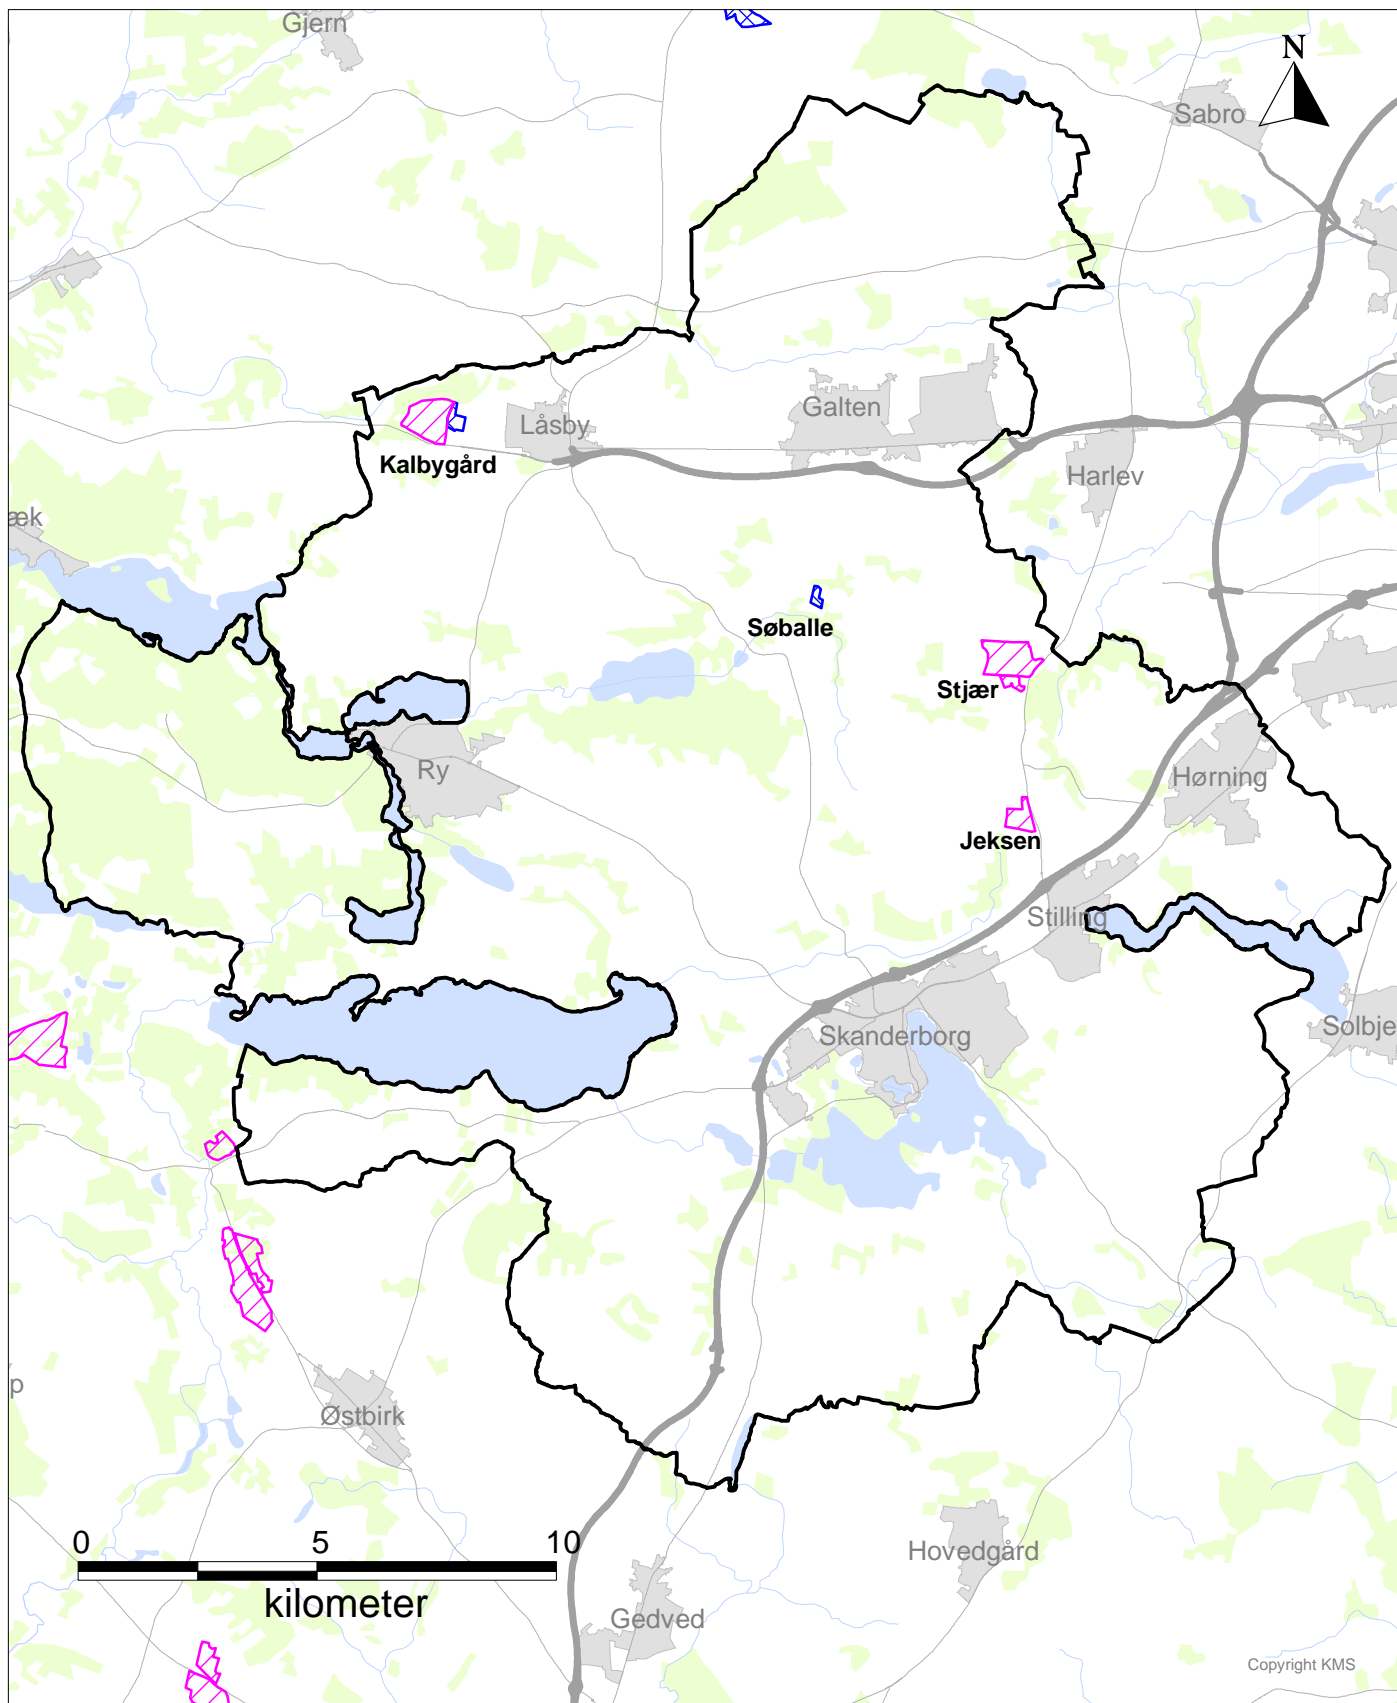 Gjern
N
Sabro
Galten
Låsby
Kalbygård
Harlev
æk
Søballe
Stjær
Ry
Hørning
Jeksen
Stilling
Skanderborg
Solbje
p
Østbirk
0 5 10
kilometer
Hovedgård
Gedved
Copyright KMS